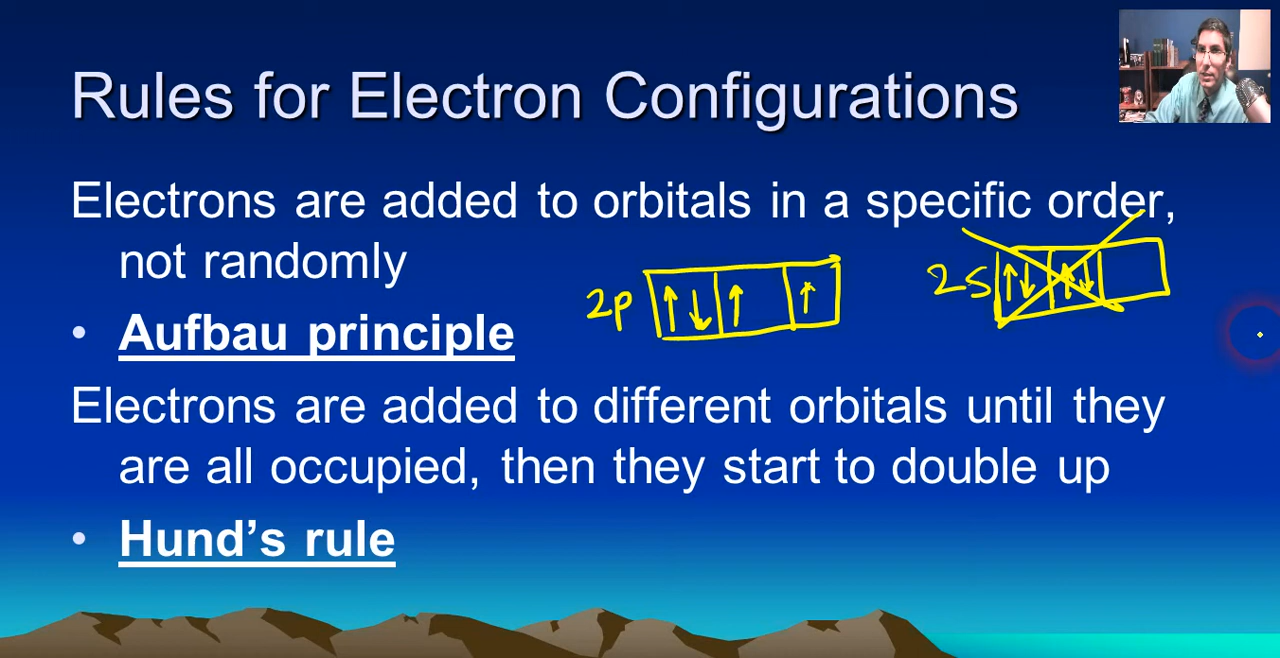 Rules for Electron Configurations
Electrons are added to orbitals in a specific order,
not randomly
2p ↑↓ ↑ ↑
2s ↑↓ ↑↓
• Aufbau principle
Electrons are added to different orbitals until they
are all occupied, then they start to double up
• Hund’s rule